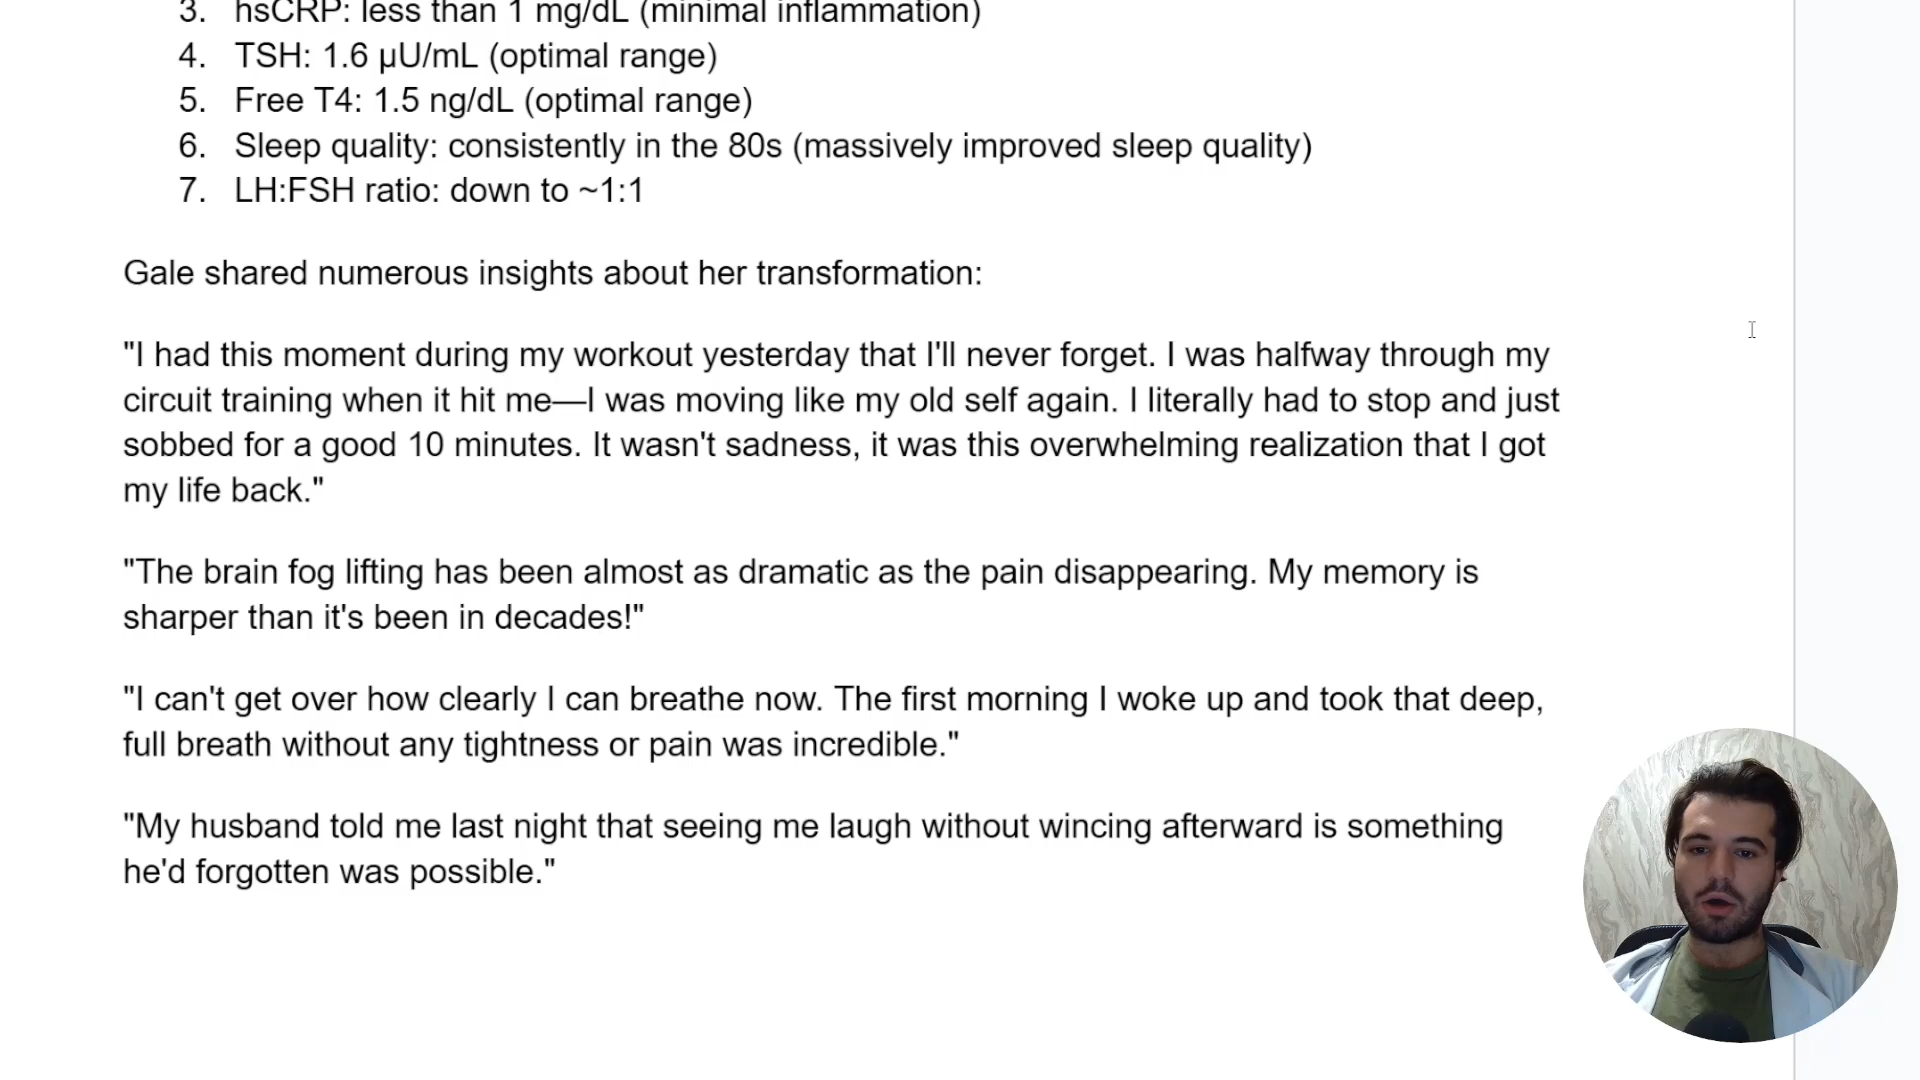 3. hsCRP: less than 1 mg/dL (minimal inflammation)
4. TSH: 1.6 µU/mL (optimal range)
5. Free T4: 1.5 ng/dL (optimal range)
6. Sleep quality: consistently in the 80s (massively improved sleep quality)
7. LH:FSH ratio: down to ~1:1
Gale shared numerous insights about her transformation:
"I had this moment during my workout yesterday that I'll never forget. I was halfway through my
circuit training when it hit me—I was moving like my old self again. I literally had to stop and just
sobbed for a good 10 minutes. It wasn't sadness, it was this overwhelming realization that I got
my life back."
"The brain fog lifting has been almost as dramatic as the pain disappearing. My memory is
sharper than it's been in decades!"
"I can't get over how clearly I can breathe now. The first morning I woke up and took that deep,
full breath without any tightness or pain was incredible."
"My husband told me last night that seeing me laugh without wincing afterward is something
he'd forgotten was possible."